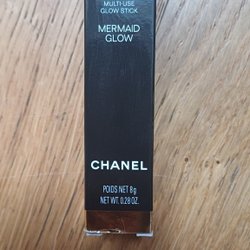 MULTI-USE
GLOW STICK
MERMAID
GLOW
CHANEL
POIDS NET 8g
NET WT. 0.28 OZ.